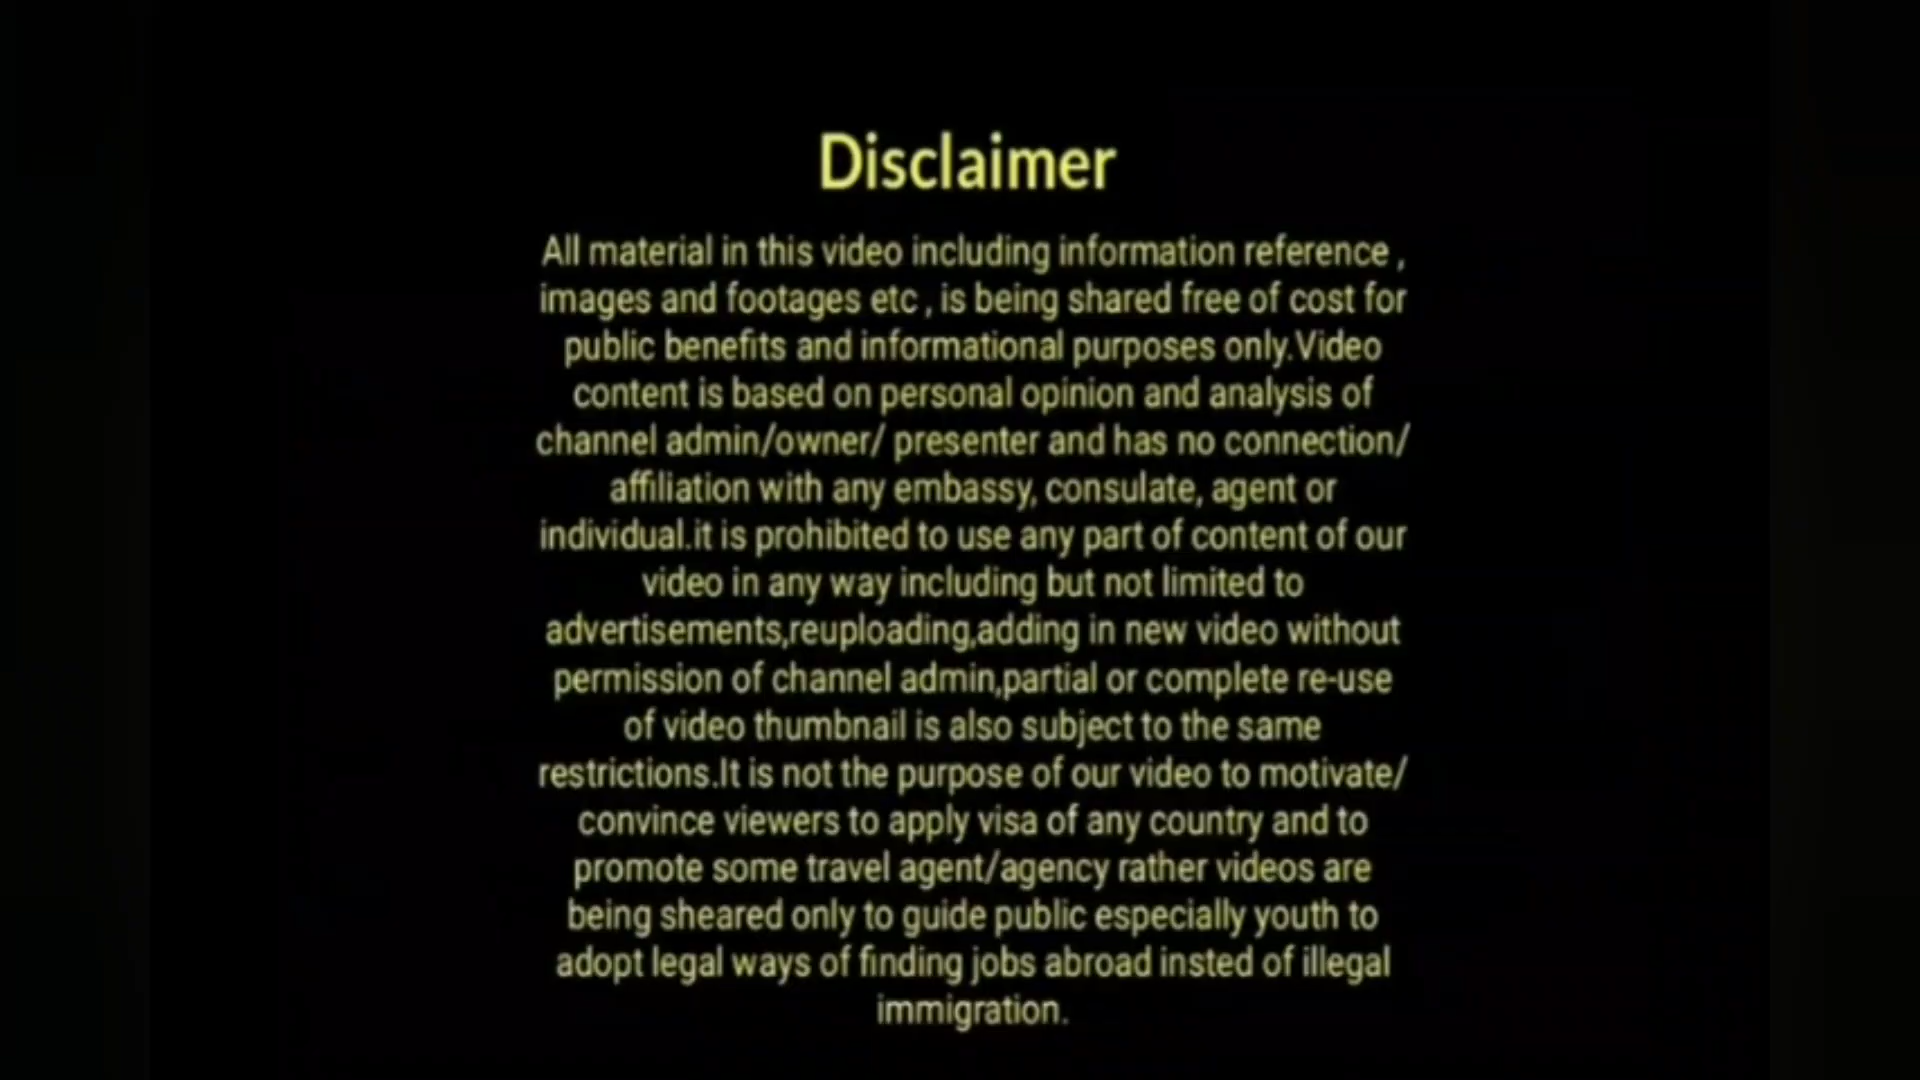 Disclaimer
All material in this video including information reference ,
images and footages etc , is being shared free of cost for
public benefits and informational purposes only.Video
content is based on personal opinion and analysis of
channel admin/owner/ presenter and has no connection/
affiliation with any embassy, consulate, agent or
individual.it is prohibited to use any part of content of our
video in any way including but not limited to
advertisements,reuploading,adding in new video without
permission of channel admin,partial or complete re-use
of video thumbnail is also subject to the same
restrictions.It is not the purpose of our video to motivate/
convince viewers to apply visa of any country and to
promote some travel agent/agency rather videos are
being sheared only to guide public especially youth to
adopt legal ways of finding jobs abroad insted of illegal
immigration.